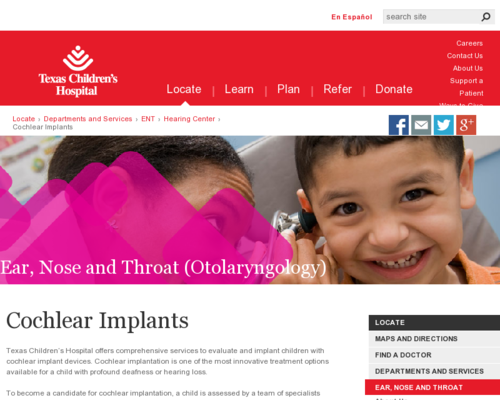 En Español
search site
Careers
Contact Us
About Us
Support a
Patient
Ways to Give
Texas Children's
Hospital
Locate | Learn | Plan | Refer | Donate
Locate › Departments and Services › ENT › Hearing Center ›
Cochlear Implants
Ear, Nose and Throat (Otolaryngology)
Cochlear Implants
Texas Children's Hospital offers comprehensive services to evaluate and implant children with
cochlear implant devices. Cochlear implantation is one of the most innovative treatment options
available for a child with profound deafness or hearing loss.
To become a candidate for cochlear implantation, a child is assessed by a team of specialists
LOCATE
MAPS AND DIRECTIONS
FIND A DOCTOR
DEPARTMENTS AND SERVICES
EAR, NOSE AND THROAT
About Us